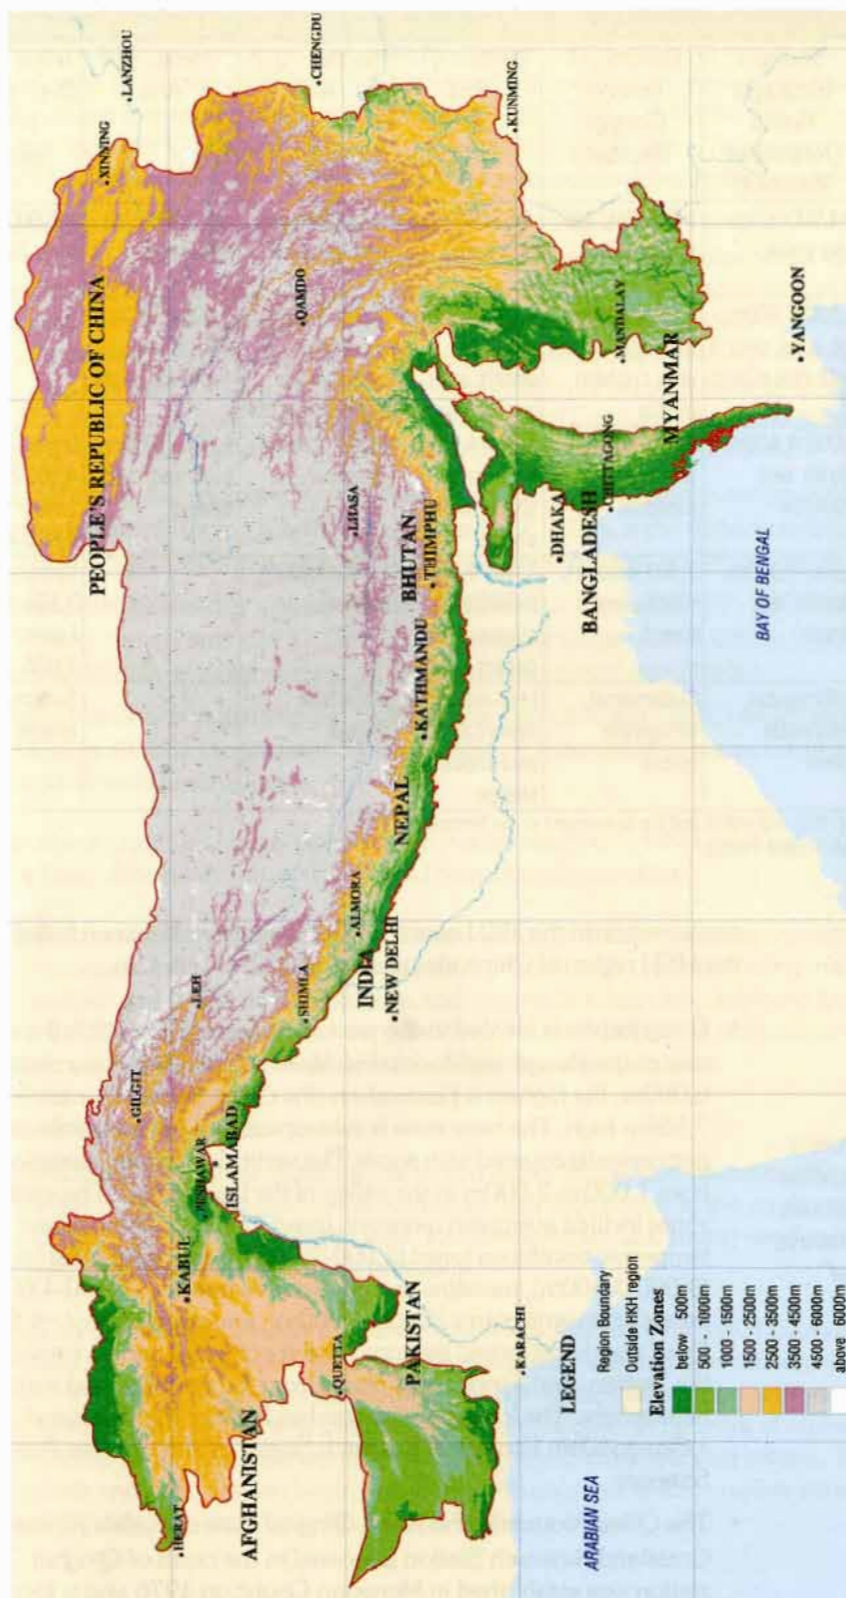 LANZHOU
XINNING
CHENGDU
KUNMING
PEOPLE'S REPUBLIC OF CHINA
QAMDO
MANDALAY
YANGOON
MYANMAR
LHASA
CHITTAGONG
BHUTAN
THIMPHU
DHAKA
BANGLADESH
BAY OF BENGAL
KATHMANDU
NEPAL
ALMORA
INDIA
NEW DELHI
LEH
SHIMLA
GILGIT
PESHAWAR
ISLAMABAD
KABUL
QUETTA
PAKISTAN
KARACHI
HERAT
AFGHANISTAN
ARABIAN SEA
LEGEND
Region Boundary
Outside HKH region
Elevation Zones
below 500m
500 - 1000m
1000 - 1500m
1500 - 2500m
2500 - 3500m
3500 - 4500m
4500 - 6000m
above 6000m